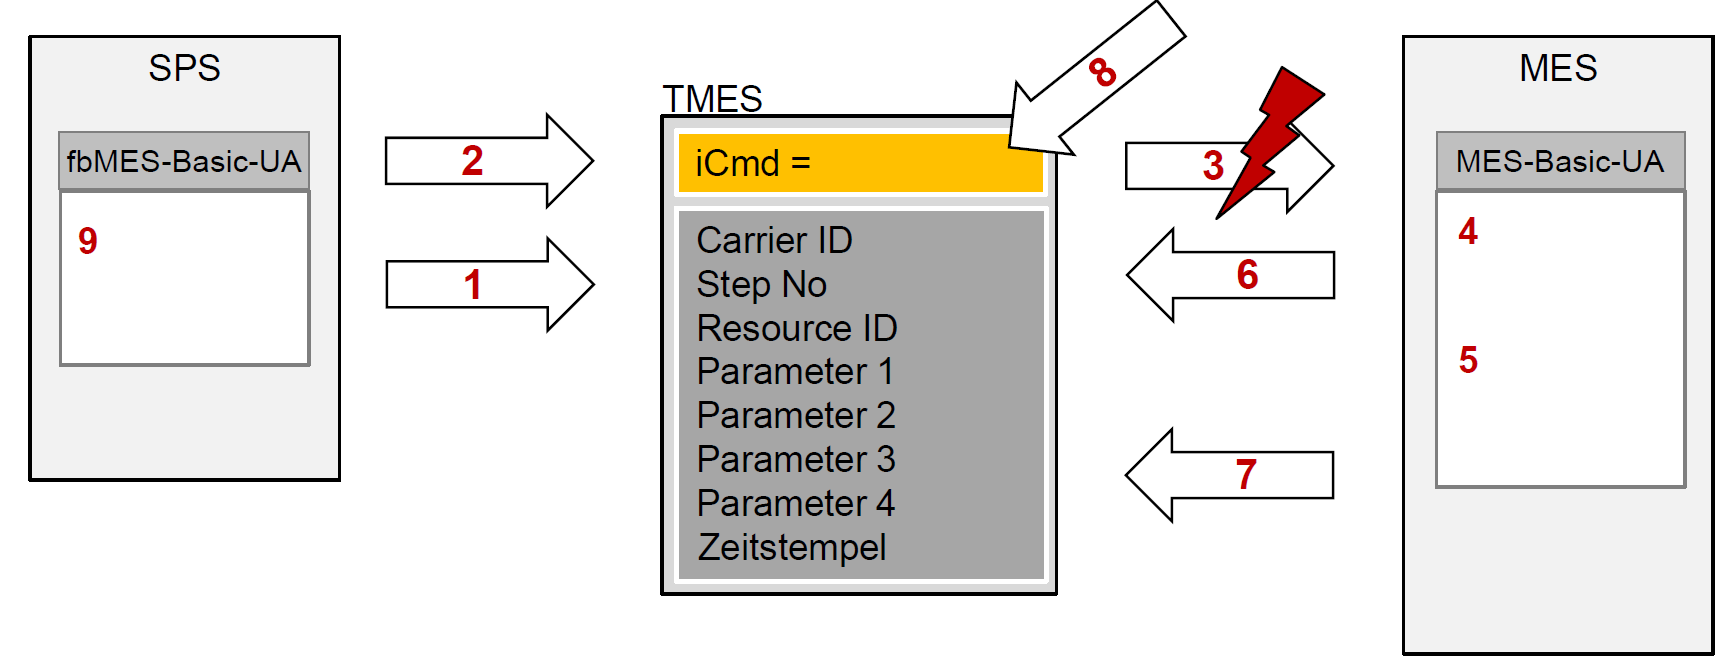 SPS
fbMES-Basic-UA
9
2
1
TMES
iCmd =
Carrier ID
Step No
Resource ID
Parameter 1
Parameter 2
Parameter 3
Parameter 4
Zeitstempel
8
3
6
7
MES
MES-Basic-UA
4
5